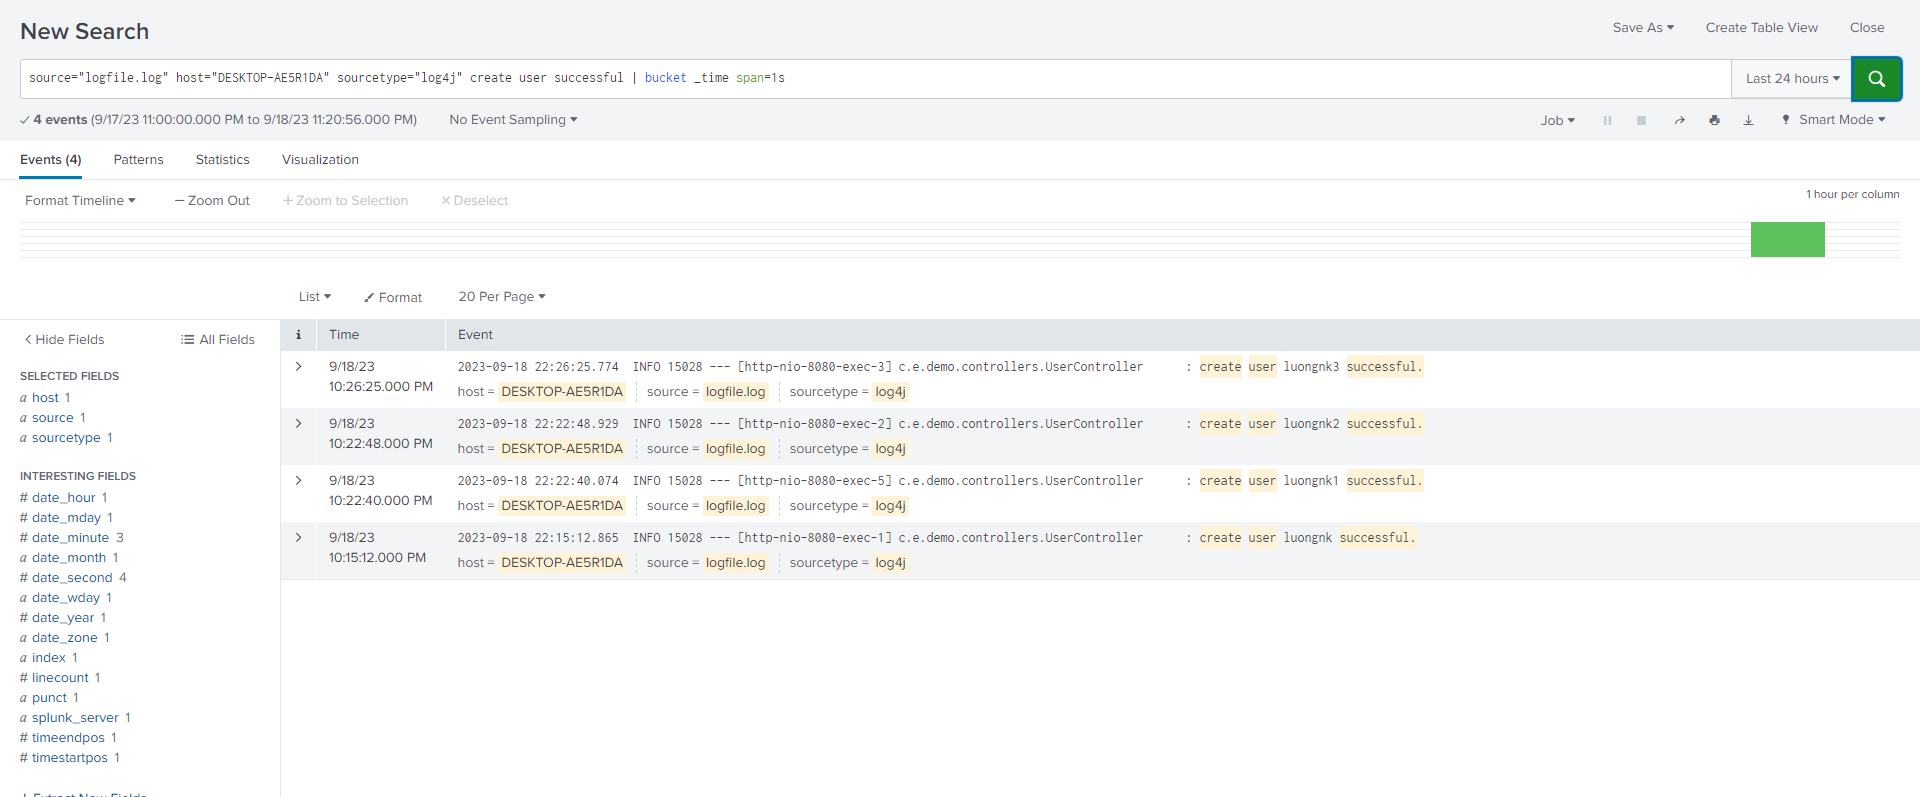 New Search
Save As Create Table View Close
source="logfile.log" host="DESKTOP-AE5R1DA" sourcetype="log4j" create user successful | bucket _time span=1s
Last 24 hours
4 events (9/17/23 11:00:00.000 PM to 9/18/23 11:20:56.000 PM) No Event Sampling
Job Smart Mode
Events (4) Patterns Statistics Visualization
Format Timeline — Zoom Out + Zoom to Selection × Deselect
1 hour per column
List Format 20 Per Page
< Hide Fields All Fields
i Time Event
SELECTED FIELDS
a host 1
a source 1
a sourcetype 1
INTERESTING FIELDS
# date_hour 1
# date_mday 1
# date_minute 3
a date_month 1
# date_second 4
a date_wday 1
# date_year 1
a date_zone 1
a index 1
# linecount 1
a punct 1
a splunk_server 1
# timeendpos 1
# timestartpos 1
+ Extract New Fields
> 9/18/23 2023-09-18 22:26:25.774 INFO 15028 --- [http-nio-8080-exec-3] c.e.demo.controllers.UserController : create user luongnk3 successful.
10:26:25.000 PM host = DESKTOP-AE5R1DA source = logfile.log sourcetype = log4j
> 9/18/23 2023-09-18 22:22:48.929 INFO 15028 --- [http-nio-8080-exec-2] c.e.demo.controllers.UserController : create user luongnk2 successful.
10:22:48.000 PM host = DESKTOP-AE5R1DA source = logfile.log sourcetype = log4j
> 9/18/23 2023-09-18 22:22:40.074 INFO 15028 --- [http-nio-8080-exec-5] c.e.demo.controllers.UserController : create user luongnk1 successful.
10:22:40.000 PM host = DESKTOP-AE5R1DA source = logfile.log sourcetype = log4j
> 9/18/23 2023-09-18 22:15:12.865 INFO 15028 --- [http-nio-8080-exec-1] c.e.demo.controllers.UserController : create user luongnk successful.
10:15:12.000 PM host = DESKTOP-AE5R1DA source = logfile.log sourcetype = log4j